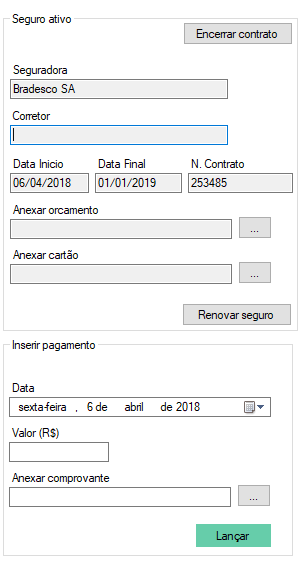 Seguro ativo
Encerrar contrato
Seguradora
Bradesco SA
Corretor
Data Inicio Data Final N. Contrato
06/04/2018 01/01/2019 253485
Anexar orcamento
...
Anexar cartão
...
Renovar seguro
Inserir pagamento
Data
sexta-feira , 6 de abril de 2018
Valor (R$)
Anexar comprovante
...
Lançar